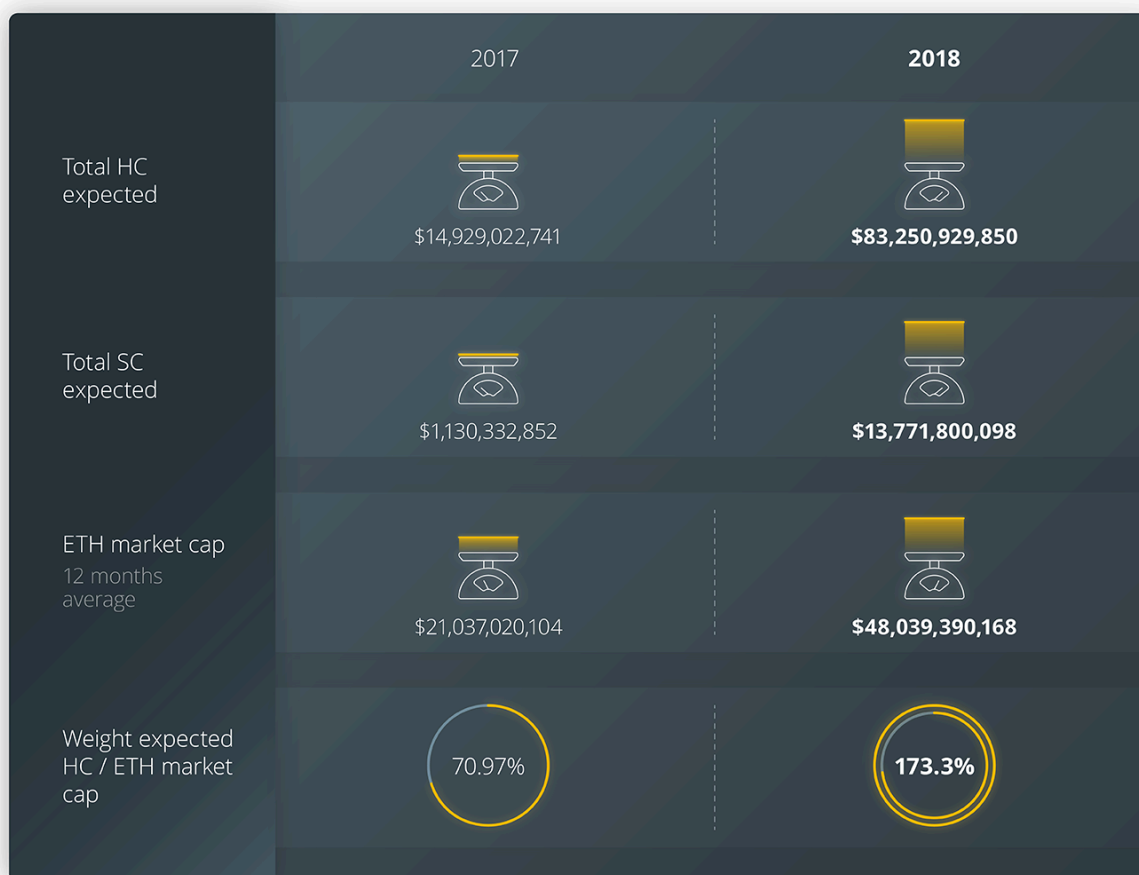 2017
2018
Total HC
expected
$14,929,022,741
$83,250,929,850
Total SC
expected
$1,130,332,852
$13,771,800,098
ETH market cap
12 months
average
$21,037,020,104
$48,039,390,168
Weight expected
HC / ETH market
cap
70.97%
173.3%